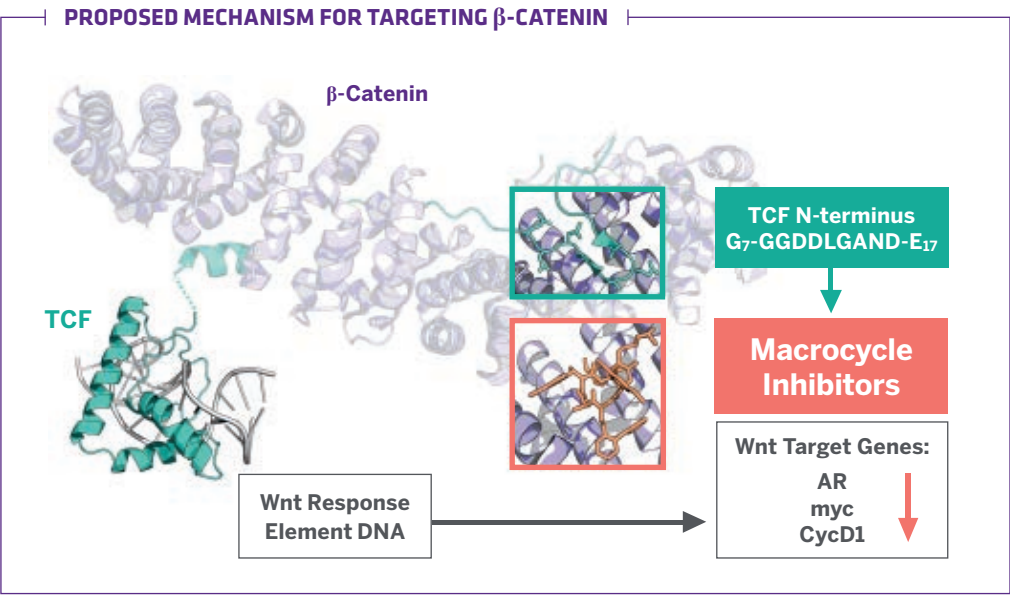 PROPOSED MECHANISM FOR TARGETING β-CATENIN
β-Catenin
TCF N-terminus
G₇-GGDDLGAND-E₁₇
TCF
Macrocycle
Inhibitors
Wnt Target Genes:
AR
myc
CycD1
Wnt Response
Element DNA